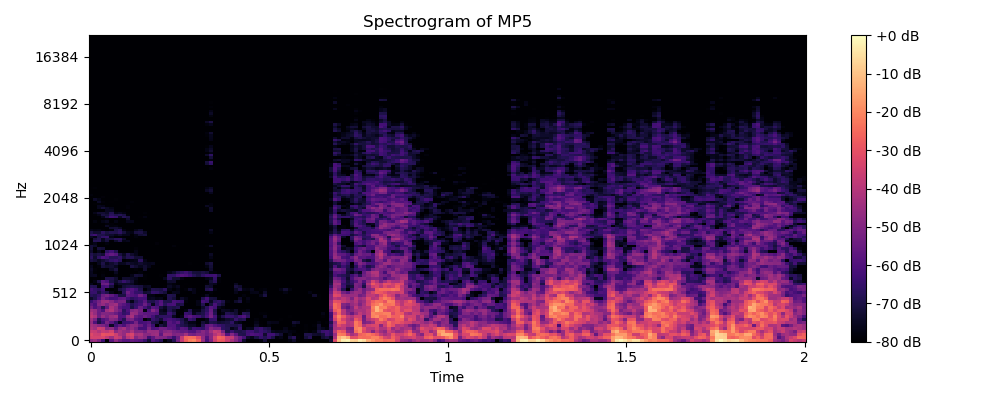 Spectrogram of MP5
16384
8192
4096
2048
1024
512
0
Hz
0
0.5
1
1.5
2
Time
+0 dB
-10 dB
-20 dB
-30 dB
-40 dB
-50 dB
-60 dB
-70 dB
-80 dB